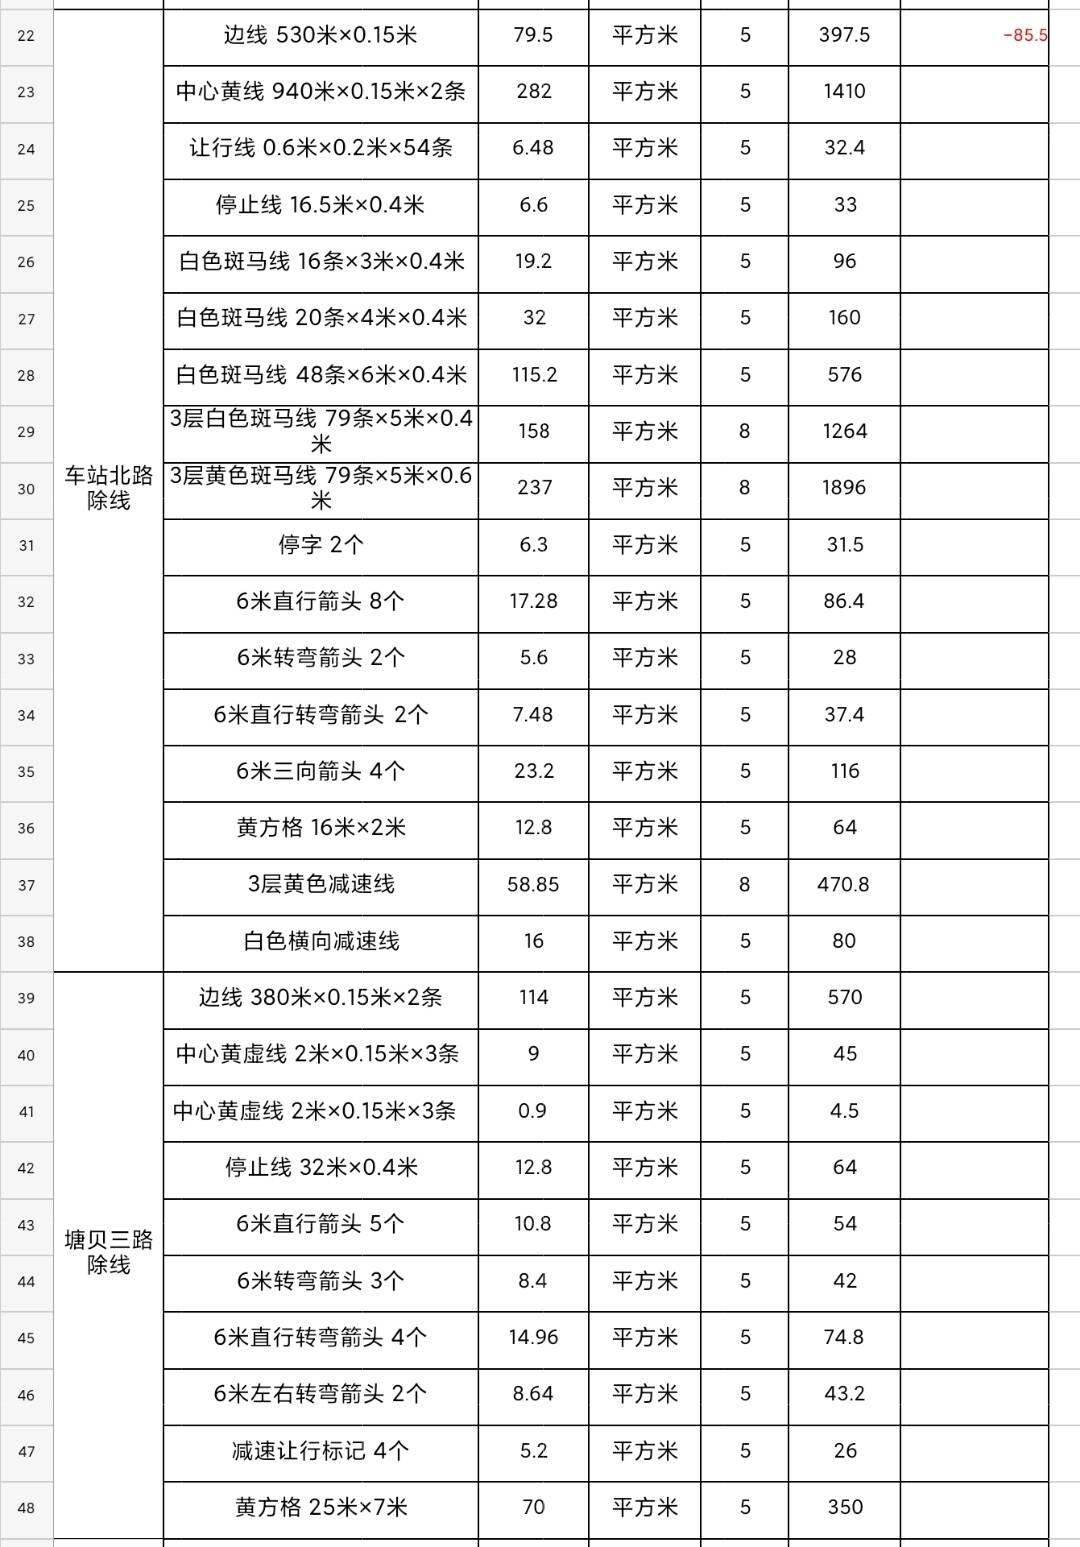 22 边线 530米×0.15米 79.5 平方米 5 397.5 -85.5
23 中心黄线 940米×0.15米×2条 282 平方米 5 1410
24 让行线 0.6米×0.2米×54条 6.48 平方米 5 32.4
25 停止线 16.5米×0.4米 6.6 平方米 5 33
26 白色斑马线 16条×3米×0.4米 19.2 平方米 5 96
27 白色斑马线 20条×4米×0.4米 32 平方米 5 160
28 白色斑马线 48条×6米×0.4米 115.2 平方米 5 576
29 3层白色斑马线 79条×5米×0.4
米 158 平方米 8 1264
车站北路
除线
30 3层黄色斑马线 79条×5米×0.6
米 237 平方米 8 1896
31 停字 2个 6.3 平方米 5 31.5
32 6米直行箭头 8个 17.28 平方米 5 86.4
33 6米转弯箭头 2个 5.6 平方米 5 28
34 6米直行转弯箭头 2个 7.48 平方米 5 37.4
35 6米三向箭头 4个 23.2 平方米 5 116
36 黄方格 16米×2米 12.8 平方米 5 64
37 3层黄色减速线 58.85 平方米 8 470.8
38 白色横向减速线 16 平方米 5 80
39 边线 380米×0.15米×2条 114 平方米 5 570
40 中心黄虚线 2米×0.15米×3条 9 平方米 5 45
41 中心黄虚线 2米×0.15米×3条 0.9 平方米 5 4.5
42 停止线 32米×0.4米 12.8 平方米 5 64
43 6米直行箭头 5个 10.8 平方米 5 54
塘贝三路
除线
44 6米转弯箭头 3个 8.4 平方米 5 42
45 6米直行转弯箭头 4个 14.96 平方米 5 74.8
46 6米左右转弯箭头 2个 8.64 平方米 5 43.2
47 减速让行标记 4个 5.2 平方米 5 26
48 黄方格 25米×7米 70 平方米 5 350